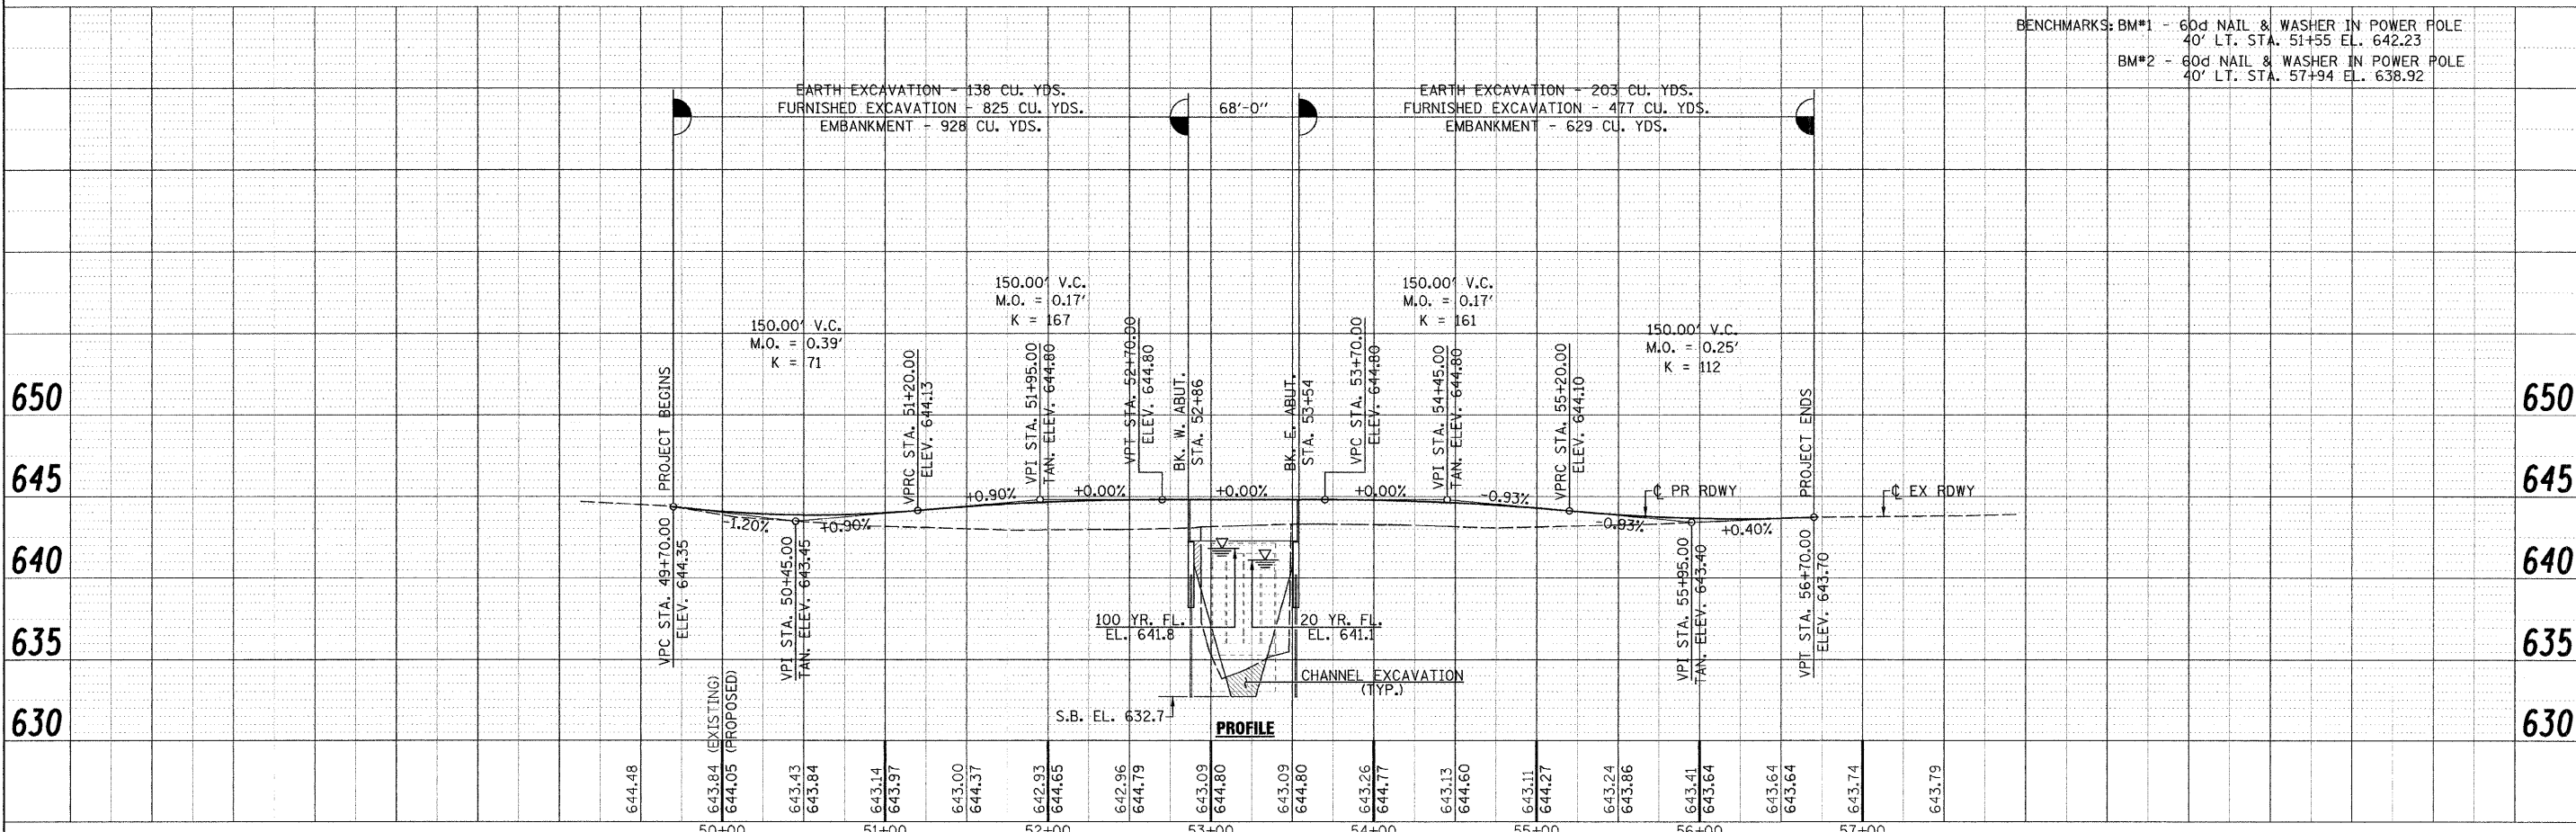 BENCHMARKS: BM#1 - 60d NAIL & WASHER IN POWER POLE
40' LT. STA. 51+55 EL. 642.23
BM#2 - 60d NAIL & WASHER IN POWER POLE
40' LT. STA. 57+94 EL. 638.92
EARTH EXCAVATION - 138 CU. YDS.
FURNISHED EXCAVATION - 825 CU. YDS.
EMBANKMENT - 928 CU. YDS.
68'-0"
EARTH EXCAVATION - 203 CU. YDS.
FURNISHED EXCAVATION - 477 CU. YDS.
EMBANKMENT - 629 CU. YDS.
150.00' V.C.
M.O. = 0.39'
K = 71
150.00' V.C.
M.O. = 0.17'
K = 167
150.00' V.C.
M.O. = 0.17'
K = 161
150.00' V.C.
M.O. = 0.25'
K = 112
PROJECT BEGINS
VPC STA. 49+70.00
ELEV. 644.35
VPI STA. 50+45.00
TAN. ELEV. 643.45
VPRC STA. 51+20.00
ELEV. 644.13
VPI STA. 51+95.00
TAN. ELEV. 644.80
VPT STA. 52+70.00
ELEV. 644.80
BK. W. ABUT.
STA. 52+86
BK. E. ABUT.
STA. 53+54
VPC STA. 53+70.00
ELEV. 644.80
VPI STA. 54+45.00
TAN. ELEV. 644.80
VPRC STA. 55+20.00
ELEV. 644.10
VPI STA. 55+95.00
TAN. ELEV. 643.40
PROJECT ENDS
VPT STA. 56+70.00
ELEV. 643.70
-1.20%
+0.90%
+0.90%
+0.00%
+0.00%
+0.00%
-0.93%
-0.93%
+0.40%
℄ PR RDWY
℄ EX RDWY
650
645
640
635
630
650
645
640
635
630
100 YR. FL.
EL. 641.8
20 YR. FL.
EL. 641.1
CHANNEL EXCAVATION
(TYP.)
S.B. EL. 632.7
PROFILE
(EXISTING)
(PROPOSED)
644.48
643.84
644.05
643.43
643.84
643.14
643.97
643.00
644.37
642.93
644.65
642.96
644.79
643.09
644.80
643.09
644.80
643.26
644.77
643.13
644.60
643.11
644.27
643.24
643.86
643.41
643.64
643.64
643.64
643.74
643.79
50+00
51+00
52+00
53+00
54+00
55+00
56+00
57+00